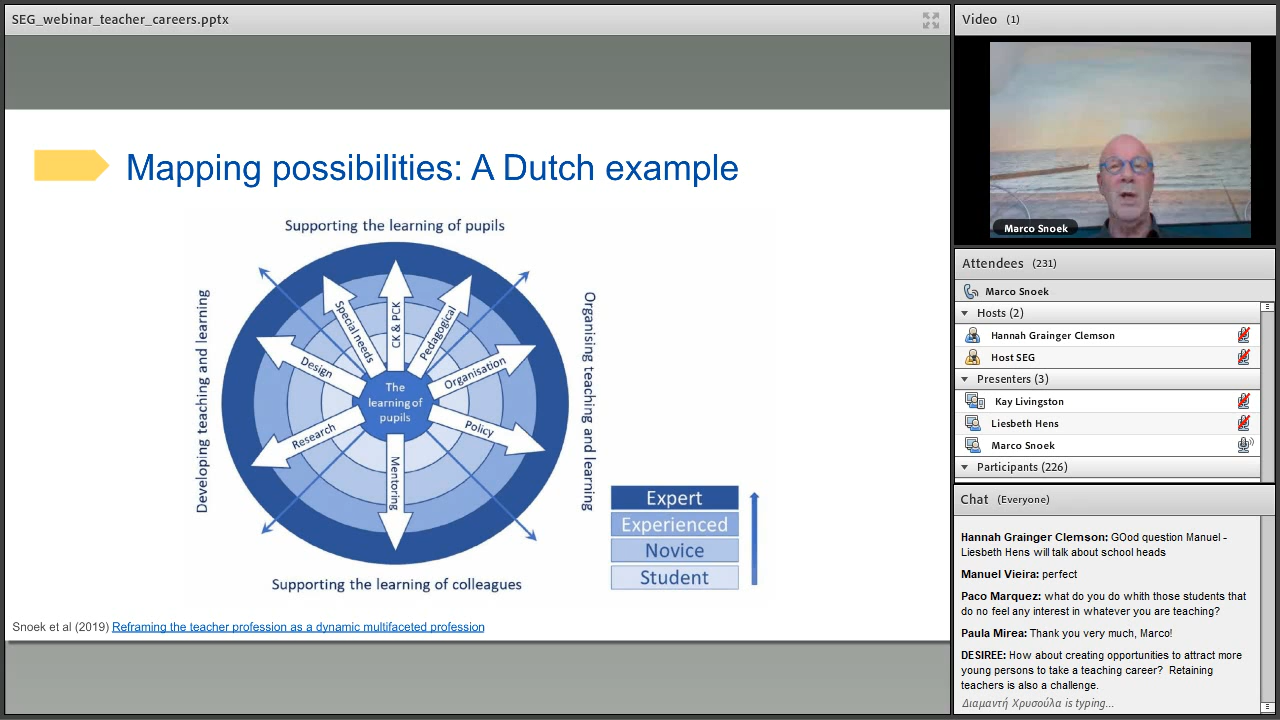 SEG_webinar_teacher_careers.pptx
Mapping possibilities: A Dutch example
Supporting the learning of pupils
Developing teaching and learning
Organising teaching and learning
Special needs
CK & PCK
Pedagogical
Design
Organisation
The
learning of
pupils
Research
Policy
Mentoring
Supporting the learning of colleagues
Expert
Experienced
Novice
Student
Snoek et al (2019) Reframing the teacher profession as a dynamic multifaceted profession
Video (1)
Marco Snoek
Attendees (231)
Marco Snoek
Hosts (2)
Hannah Grainger Clemson
Host SEG
Presenters (3)
Kay Livingston
Liesbeth Hens
Marco Snoek
Participants (226)
Chat (Everyone)
Hannah Grainger Clemson: GOod question Manuel -
Liesbeth Hens will talk about school heads
Manuel Vieira: perfect
Paco Marquez: what do you do whith those students that
do no feel any interest in whatever you are teaching?
Paula Mirea: Thank you very much, Marco!
DESIREE: How about creating opportunities to attract more
young persons to take a teaching career? Retaining
teachers is also a challenge.
Διαμαντή Χρυσούλα is typing...